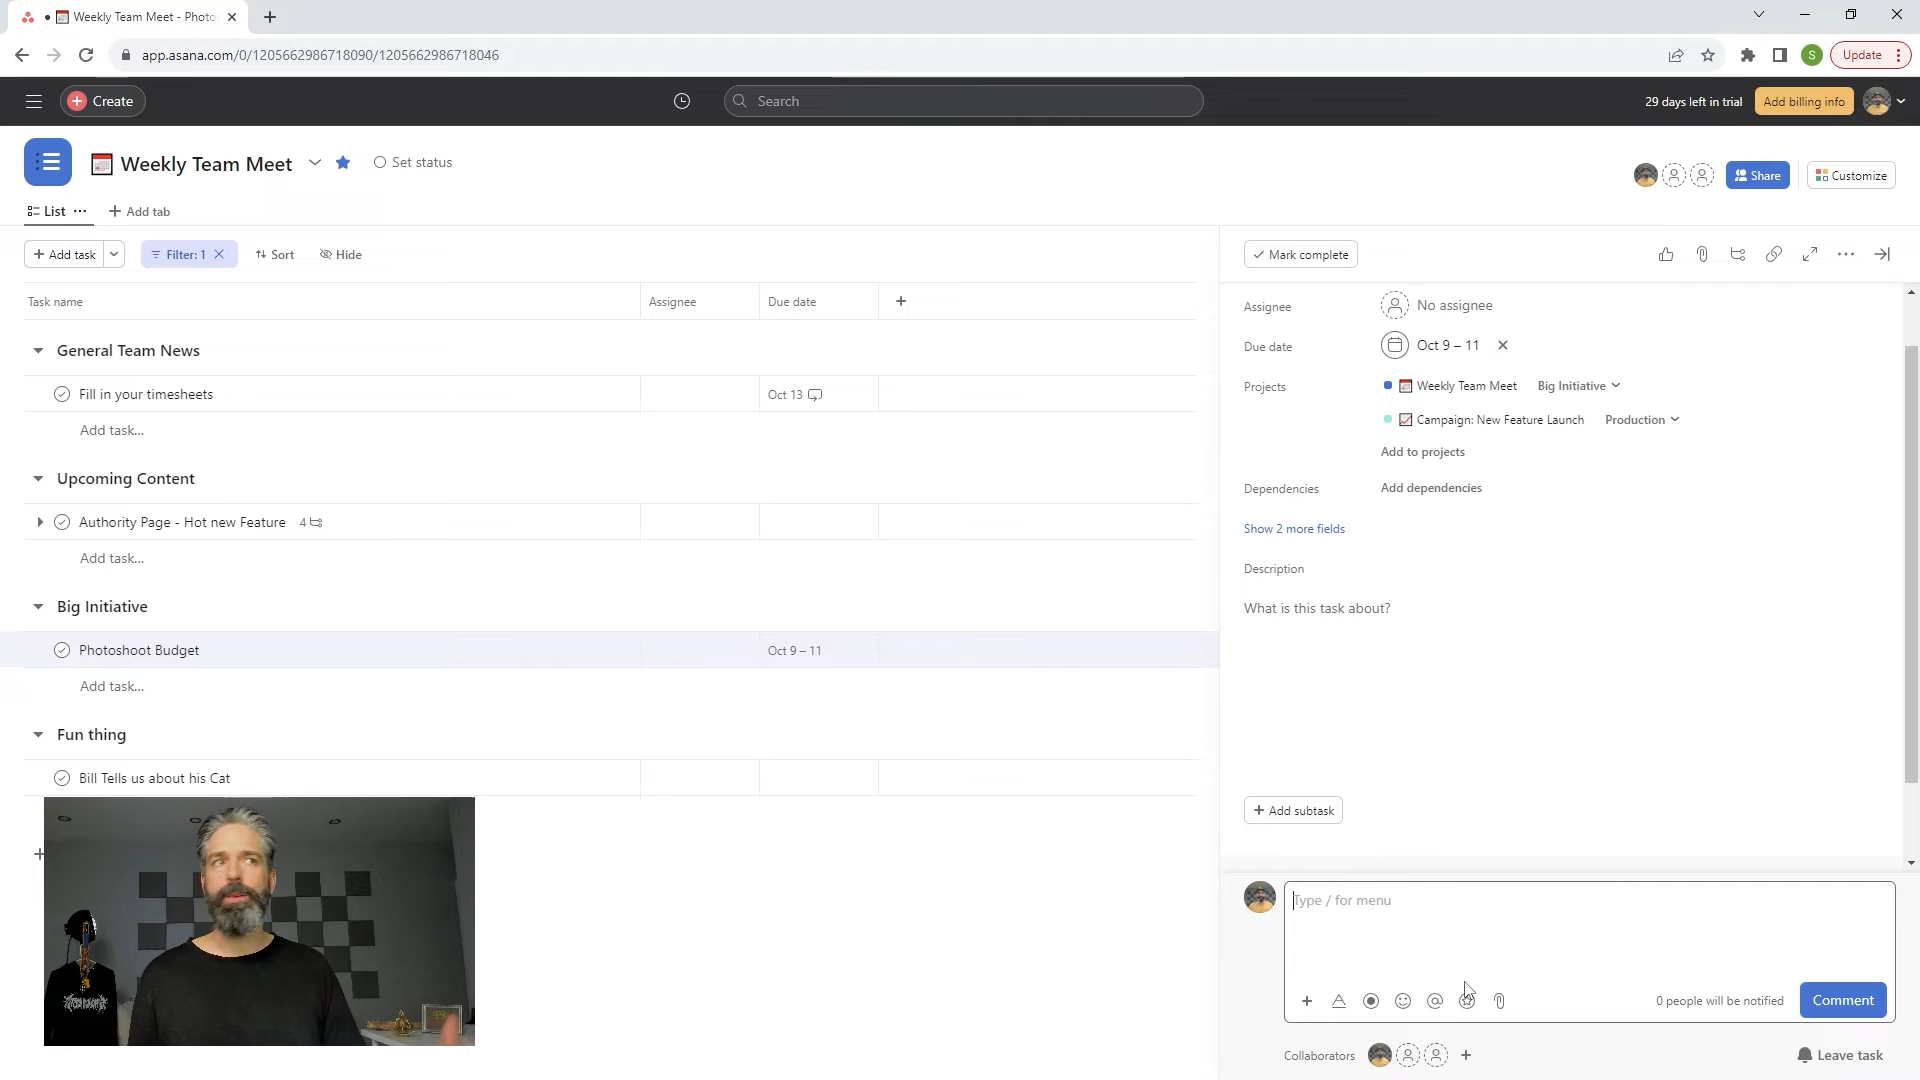 Weekly Team Meet - Photo
app.asana.com/0/1205662986718090/1205662986718046
S
Update
Create
Search
29 days left in trial
Add billing info
Weekly Team Meet
Set status
Share
Customize
List
Add tab
Add task
Filter: 1
Sort
Hide
Mark complete
Task name
Assignee
Due date
General Team News
Fill in your timesheets
Oct 13
Add task...
Upcoming Content
Authority Page - Hot new Feature
4
Add task...
Big Initiative
Photoshoot Budget
Oct 9 – 11
Add task...
Fun thing
Bill Tells us about his Cat
Assignee
No assignee
Due date
Oct 9 – 11
Projects
Weekly Team Meet
Big Initiative
Campaign: New Feature Launch
Production
Add to projects
Dependencies
Add dependencies
Show 2 more fields
Description
What is this task about?
Add subtask
Type / for menu
0 people will be notified
Comment
Collaborators
Leave task